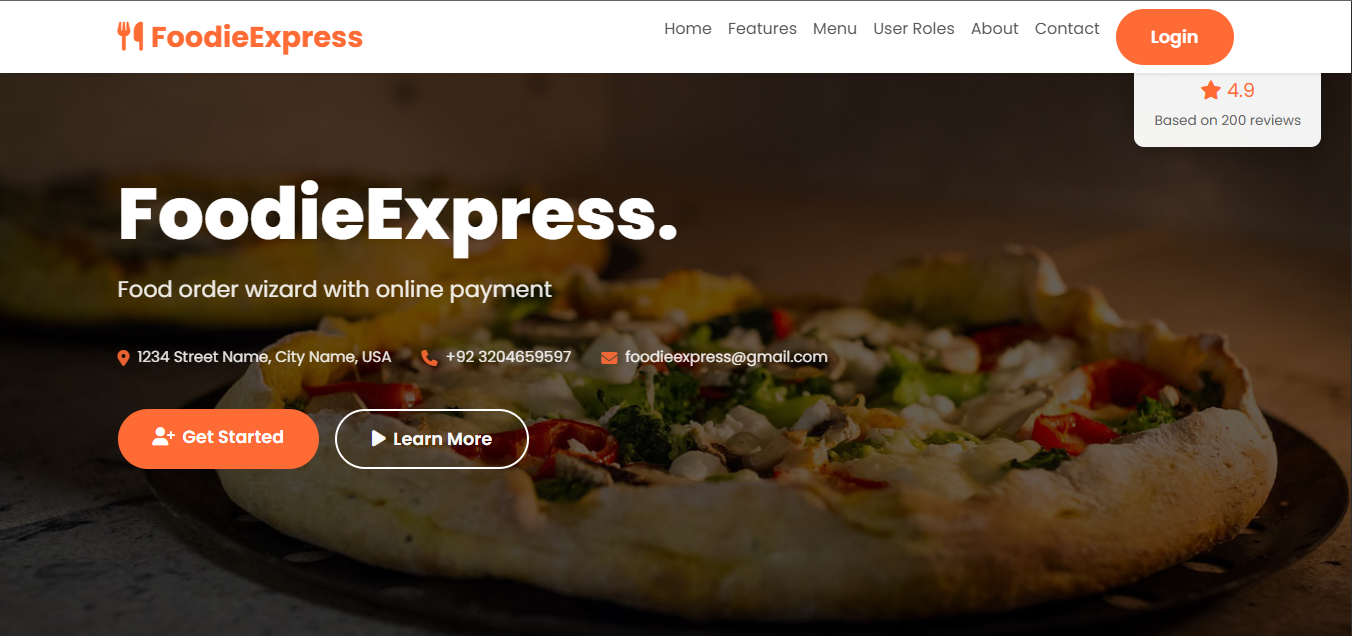 FoodieExpress
Home Features Menu User Roles About Contact Login
4.9
Based on 200 reviews
FoodieExpress.
Food order wizard with online payment
1234 Street Name, City Name, USA +92 3204659597 foodieexpress@gmail.com
Get Started Learn More